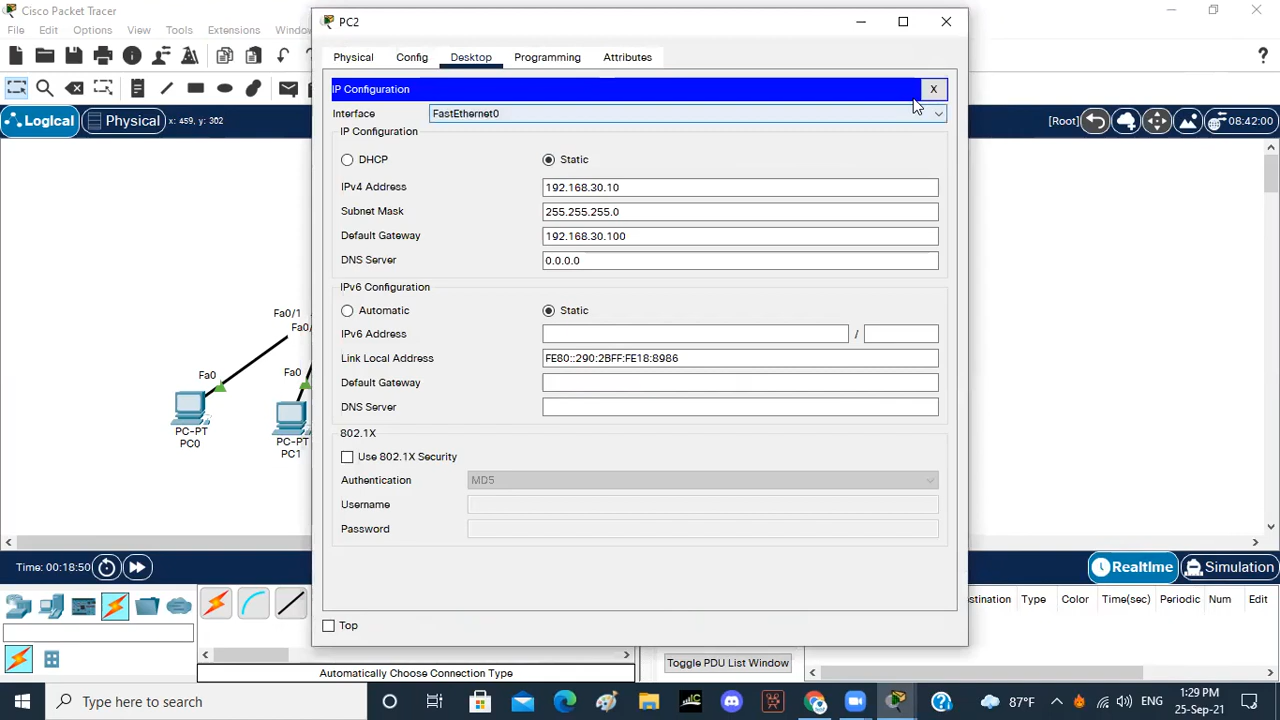 Cisco Packet Tracer
PC2
File Edit Options View Tools Extensions Window
Physical Config Desktop Programming Attributes
IP Configuration X
Logical Physical x: 459, y: 302 [Root] 08:42:00
Interface FastEthernet0
IP Configuration
DHCP Static
IPv4 Address 192.168.30.10
Subnet Mask 255.255.255.0
Default Gateway 192.168.30.100
DNS Server 0.0.0.0
IPv6 Configuration
Automatic Static
IPv6 Address /
Link Local Address FE80::290:2BFF:FE18:8986
Default Gateway
DNS Server
802.1X
Use 802.1X Security
Authentication MD5
Username
Password
Top
Fa0/1
Fa0/
Fa0 Fa0
PC-PT
PC0
PC-PT
PC1
Time: 00:18:50 Realtime Simulation
stination Type Color Time(sec) Periodic Num Edit
Automatically Choose Connection Type
Toggle PDU List Window
Type here to search
87°F ENG
1:29 PM
25-Sep-21